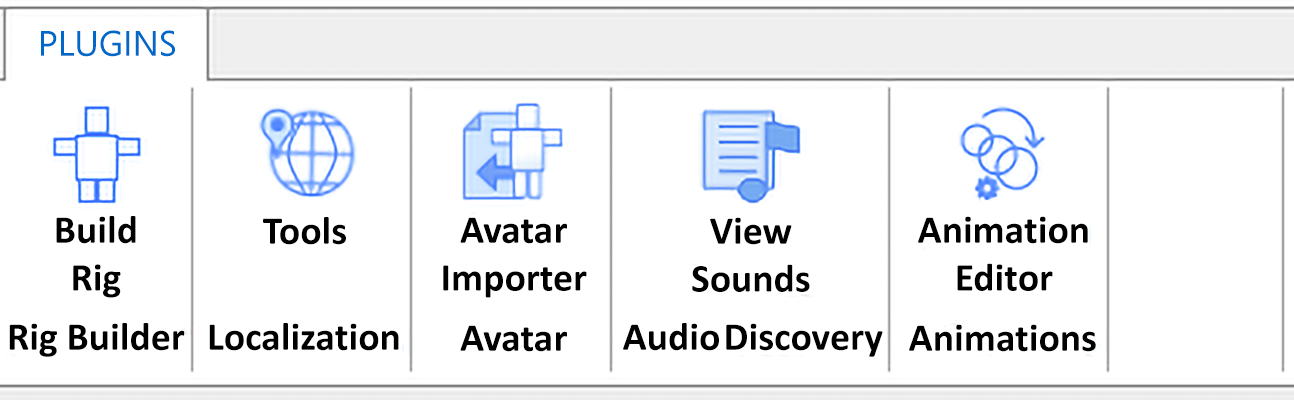 PLUGINS
Build
Rig
Rig Builder
Tools
Localization
Avatar
Importer
Avatar
View
Sounds
Audio Discovery
Animation
Editor
Animations